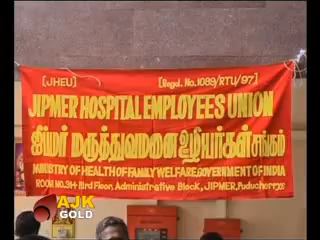 [JHEU] [Regd. No.1089/RTU/97]
JIPMER HOSPITAL EMPLOYEES UNION
ஜிப்மர் மருத்துவமனை ஊழியர்கள் சங்கம்
MINISTRY OF HEALTH OF FAMILY WELFARE, GOVERNMENT OF INDIA
ROOM NO.314 IIIrd Floor, Administrative Block, JIPMER, Puducherry
AJK
GOLD